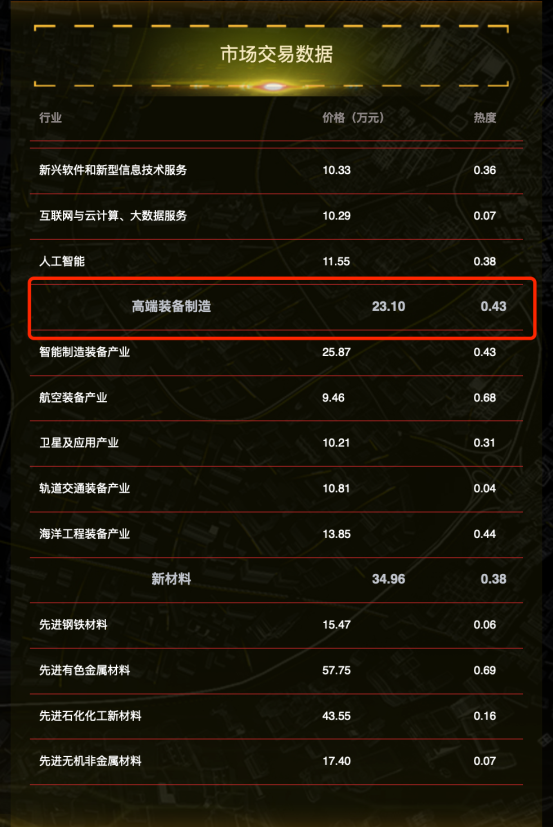 市场交易数据
行业 价格（万元） 热度
新兴软件和新型信息技术服务 10.33 0.36
互联网与云计算、大数据服务 10.29 0.07
人工智能 11.55 0.38
高端装备制造 23.10 0.43
智能制造装备产业 25.87 0.43
航空装备产业 9.46 0.68
卫星及应用产业 10.21 0.31
轨道交通装备产业 10.81 0.04
海洋工程装备产业 13.85 0.44
新材料 34.96 0.38
先进钢铁材料 15.47 0.06
先进有色金属材料 57.75 0.69
先进石化化工新材料 43.55 0.16
先进无机非金属材料 17.40 0.07